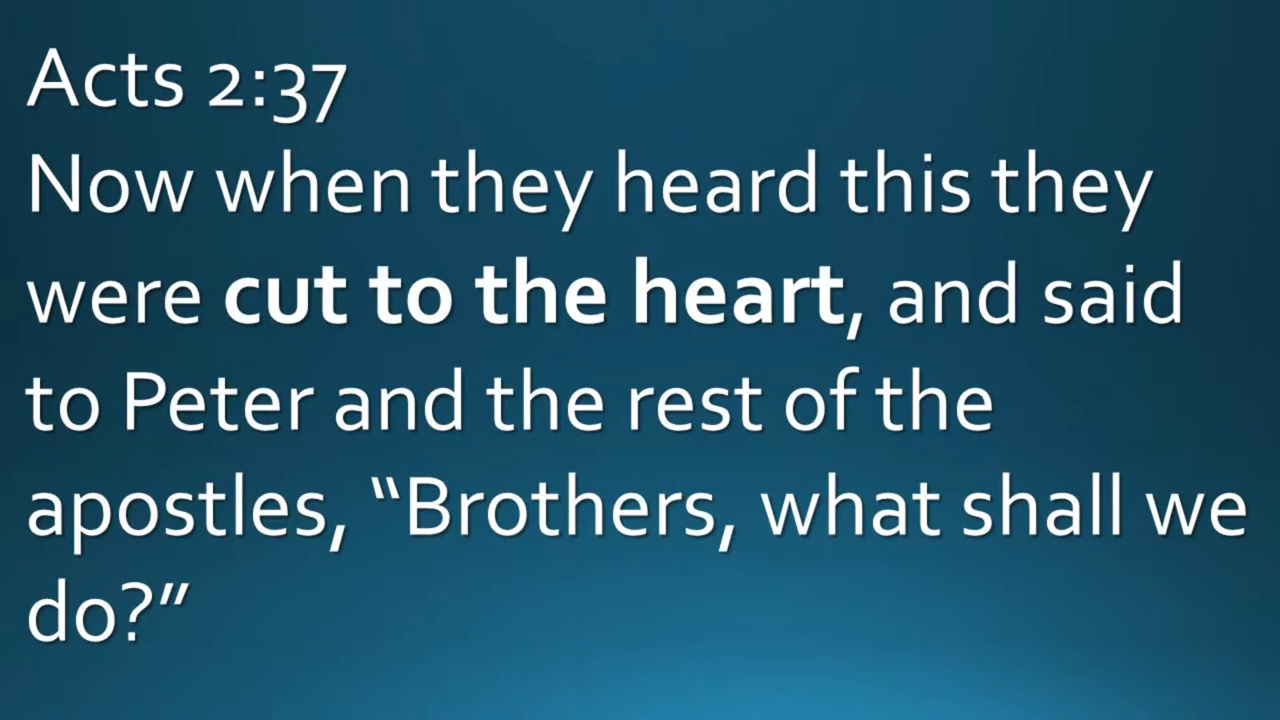 Acts 2:37
Now when they heard this they
were cut to the heart, and said
to Peter and the rest of the
apostles, “Brothers, what shall we
do?”